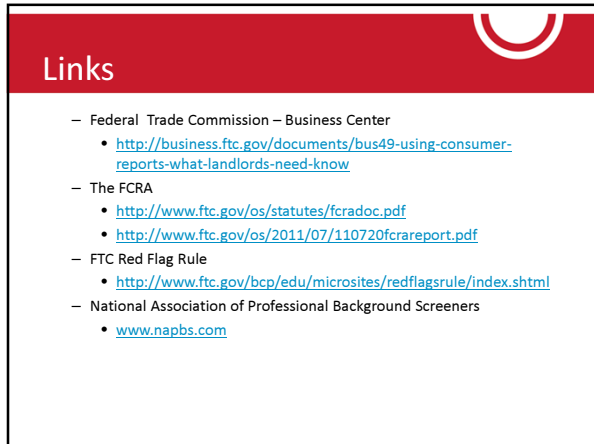 Links
– Federal Trade Commission – Business Center
• http://business.ftc.gov/documents/bus49-using-consumer-
reports-what-landlords-need-know
– The FCRA
• http://www.ftc.gov/os/statutes/fcradoc.pdf
• http://www.ftc.gov/os/2011/07/110720fcrareport.pdf
– FTC Red Flag Rule
• http://www.ftc.gov/bcp/edu/microsites/redflagsrule/index.shtml
– National Association of Professional Background Screeners
• www.napbs.com